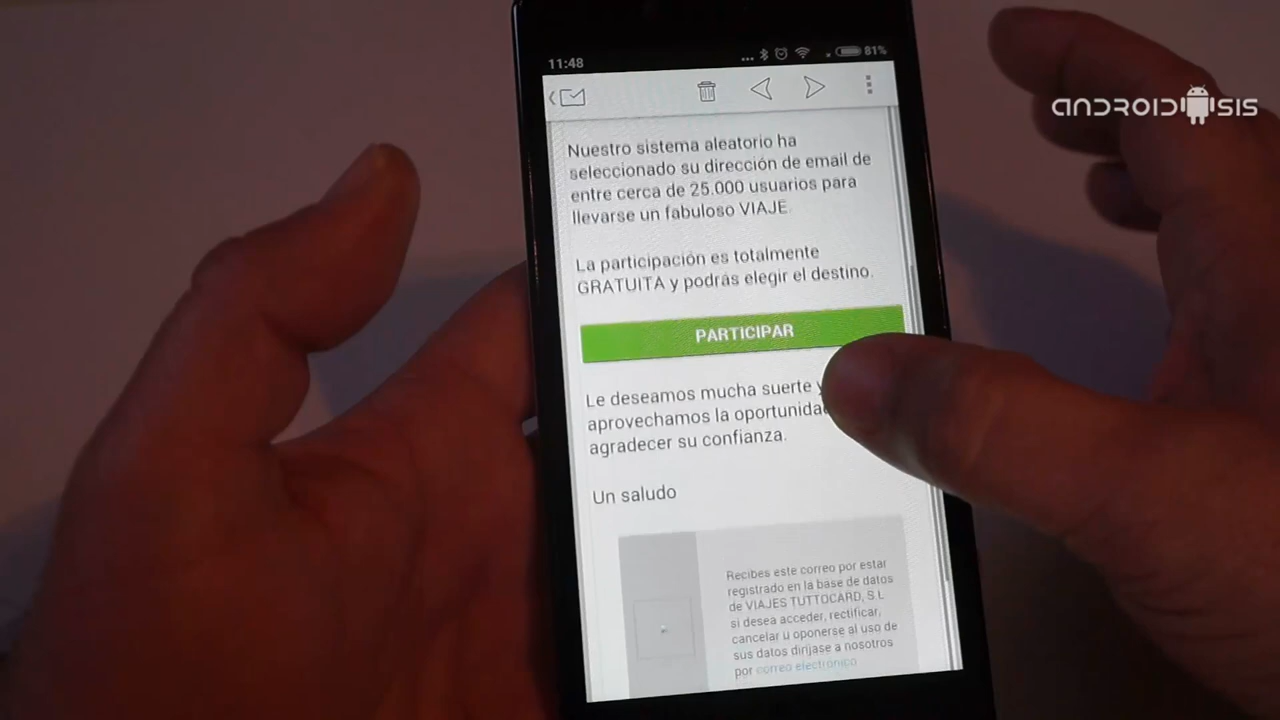 11:48
81%
ANDROIDSIS
Nuestro sistema aleatorio ha
seleccionado su dirección de email de
entre cerca de 25.000 usuarios para
llevarse un fabuloso VIAJE
La participación es totalmente
GRATUITA y podrás elegir el destino.
PARTICIPAR
Le deseamos mucha suerte y
aprovechamos la oportunidad
agradecer su confianza.
Un saludo
Recibes este correo por estar
registrado en la base de datos
de VIAJES TUTTOCARD, S.L
si desea acceder, rectificar,
cancelar u oponerse al uso de
sus datos diríjase a nosotros
por correo electrónico